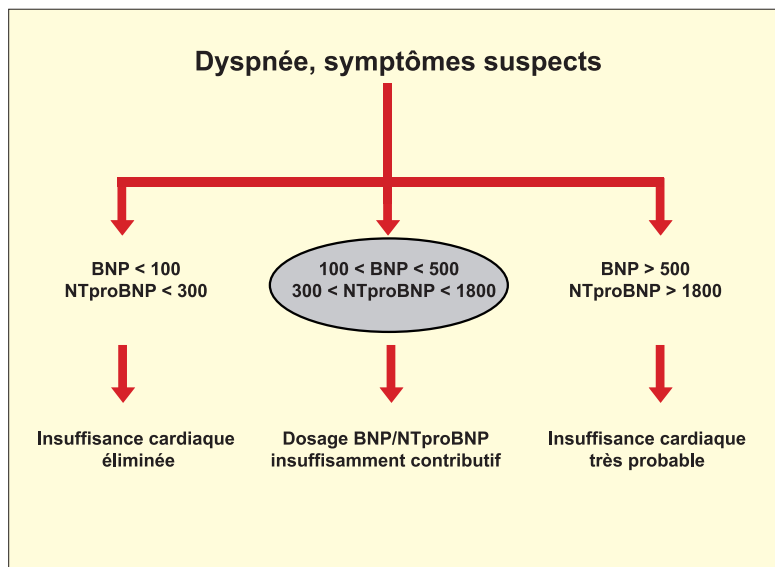 Dyspnée, symptômes suspects
BNP < 100
NTproBNP < 300
100 < BNP < 500
300 < NTproBNP < 1800
BNP > 500
NTproBNP > 1800
Insuffisance cardiaque
éliminée
Dosage BNP/NTproBNP
insuffisamment contributif
Insuffisance cardiaque
très probable